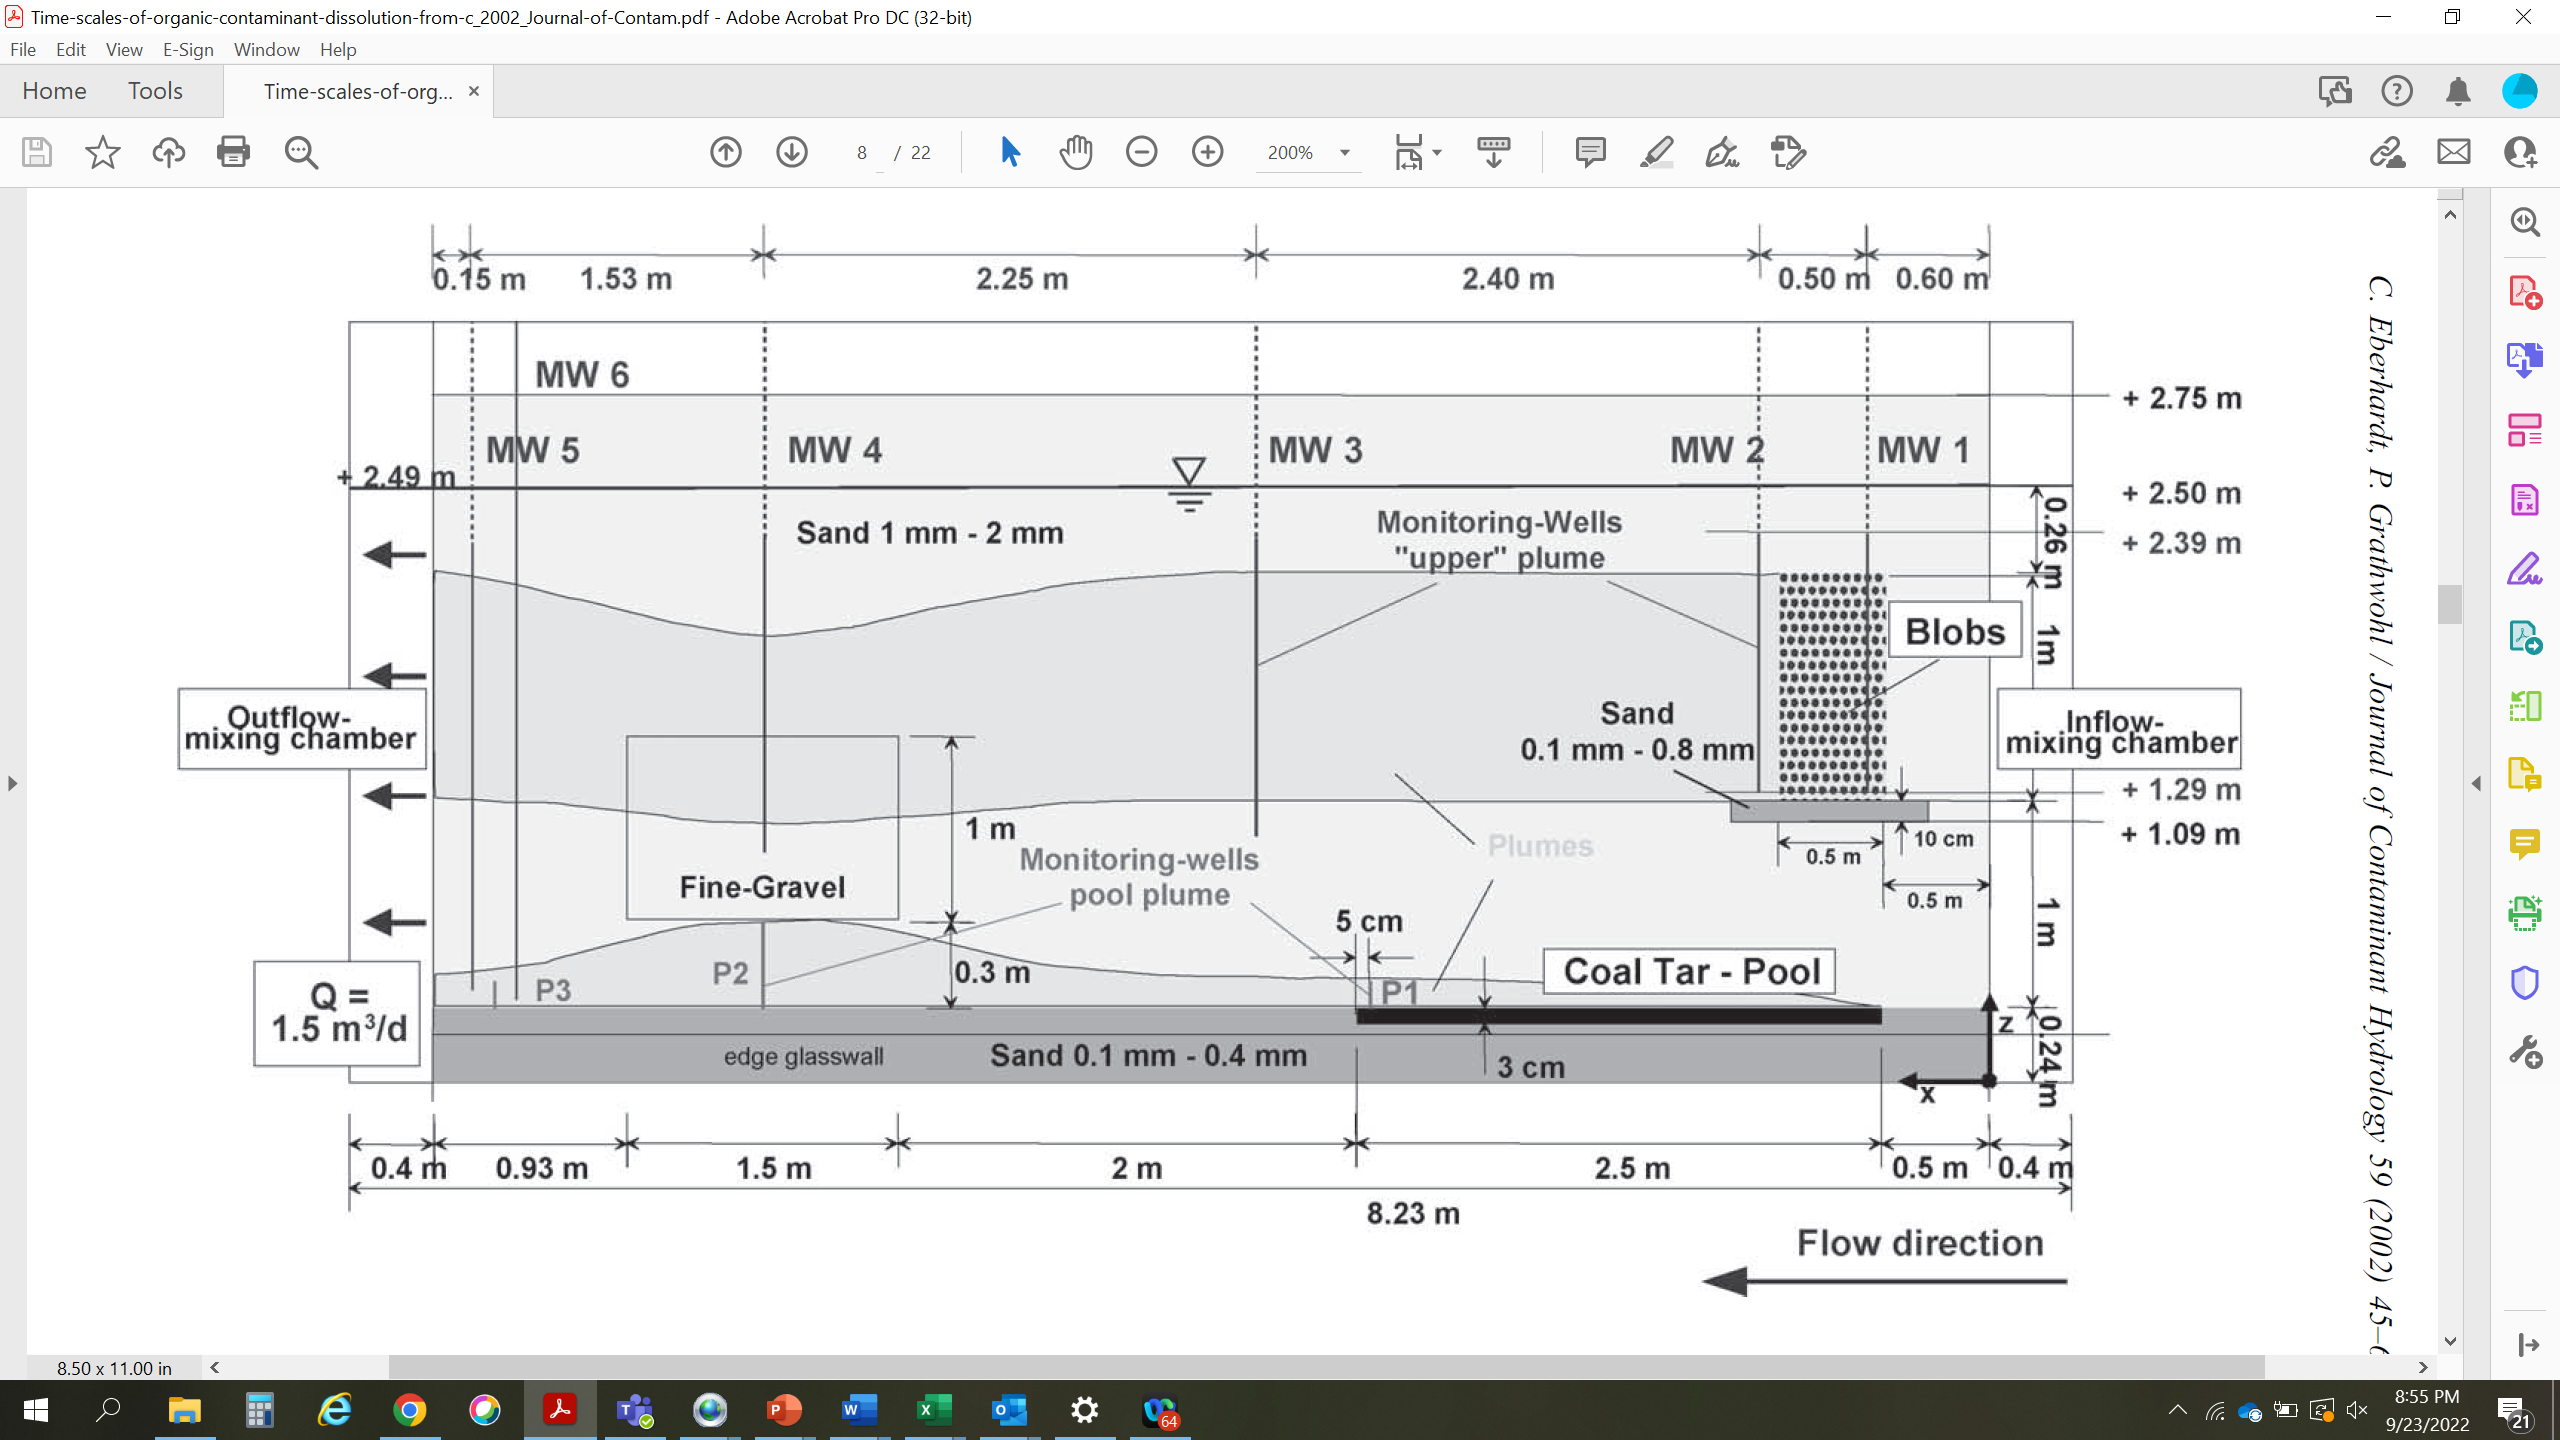 Time-scales-of-organic-contaminant-dissolution-from-c_2002_Journal-of-Contam.pdf - Adobe Acrobat Pro DC (32-bit)
File Edit View E-Sign Window Help
Home Tools Time-scales-of-org... ×
8 / 22 200%
0.15 m 1.53 m 2.25 m 2.40 m 0.50 m 0.60 m
MW 6
+ 2.75 m
MW 5 MW 4 MW 3 MW 2 MW 1
+ 2.49 m
+ 2.50 m
Sand 1 mm - 2 mm
Monitoring-Wells
"upper" plume
+ 2.39 m
0.26 m
Blobs
1m
Sand
0.1 mm - 0.8 mm
Outflow-
mixing chamber
Inflow-
mixing chamber
+ 1.29 m
+ 1.09 m
1 m
10 cm
0.5 m
0.5 m
Plumes
Monitoring-wells
pool plume
Fine-Gravel
5 cm
1 m
0.3 m
Coal Tar - Pool
P3 P2 P1
Q =
1.5 m³/d
z
x
0.24 m
edge glasswall
Sand 0.1 mm - 0.4 mm
3 cm
0.4 m 0.93 m 1.5 m 2 m 2.5 m 0.5 m 0.4 m
8.23 m
Flow direction
C. Eberhardt, P. Grathwohl / Journal of Contaminant Hydrology 59 (2002) 45–6
8.50 x 11.00 in
64
8:55 PM
9/23/2022
21